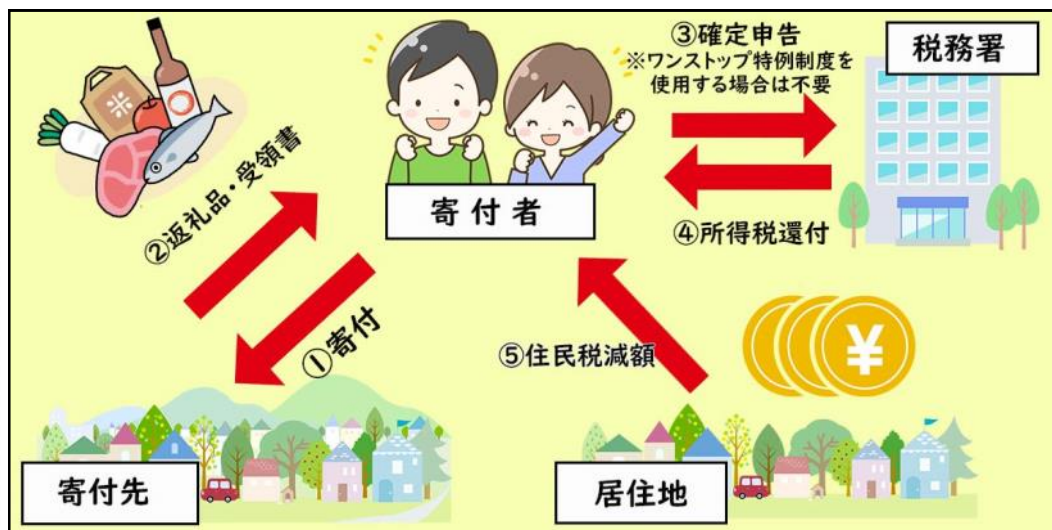 ③確定申告
※ワンストップ特例制度を
使用する場合は不要
税務署
②返礼品・受領書
寄付者
④所得税還付
①寄付
⑤住民税減額
¥
寄付先
居住地